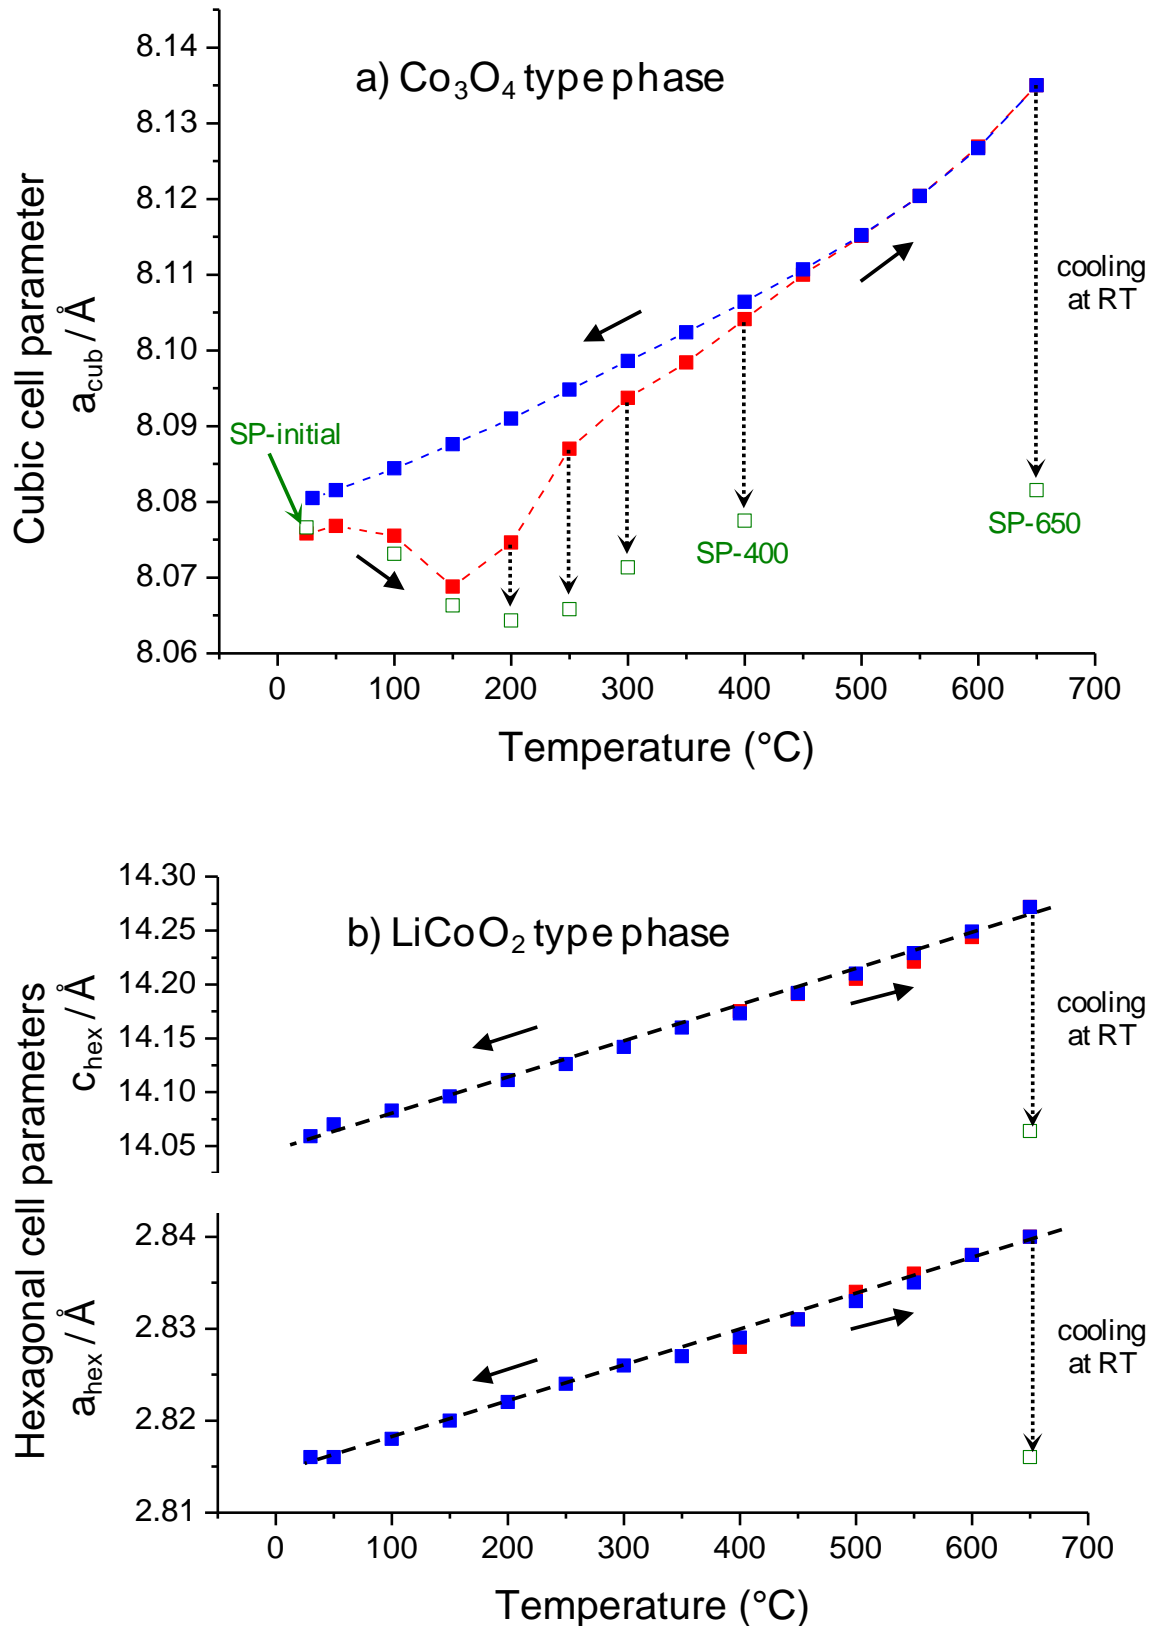 a) Co₃O₄ type phase
Cubic cell parameter
a_cub / Å
8.14
8.13
8.12
8.11
8.10
8.09
8.08
8.07
8.06
SP-initial
SP-400
SP-650
cooling
at RT
0 100 200 300 400 500 600 700
Temperature (°C)
b) LiCoO₂ type phase
Hexagonal cell parameters
c_hex / Å
14.30
14.25
14.20
14.15
14.10
14.05
cooling
at RT
a_hex / Å
2.84
2.83
2.82
2.81
cooling
at RT
0 100 200 300 400 500 600 700
Temperature (°C)